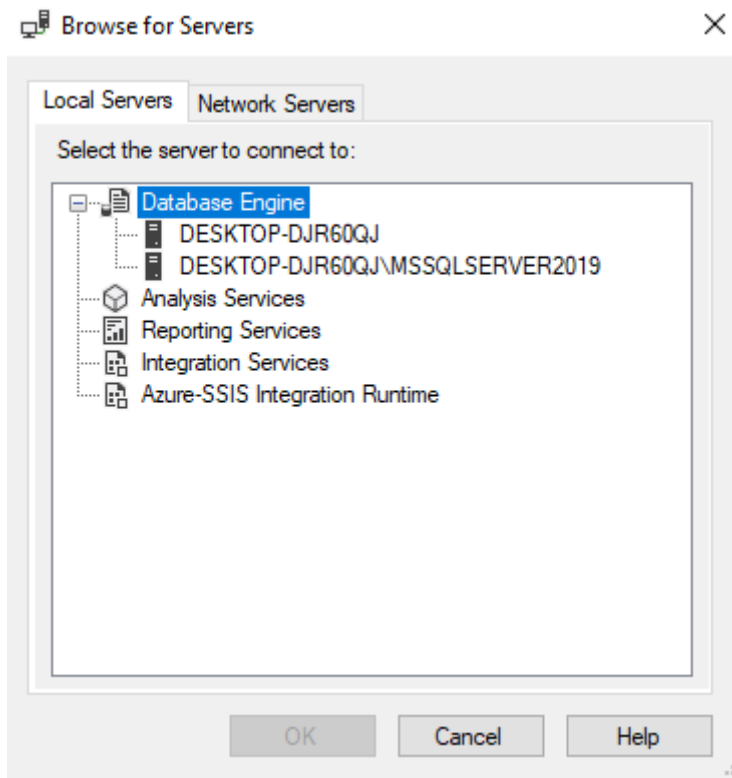 Browse for Servers
Local Servers Network Servers
Select the server to connect to:
Database Engine
DESKTOP-DJR60QJ
DESKTOP-DJR60QJ\MSSQLSERVER2019
Analysis Services
Reporting Services
Integration Services
Azure-SSIS Integration Runtime
OK Cancel Help